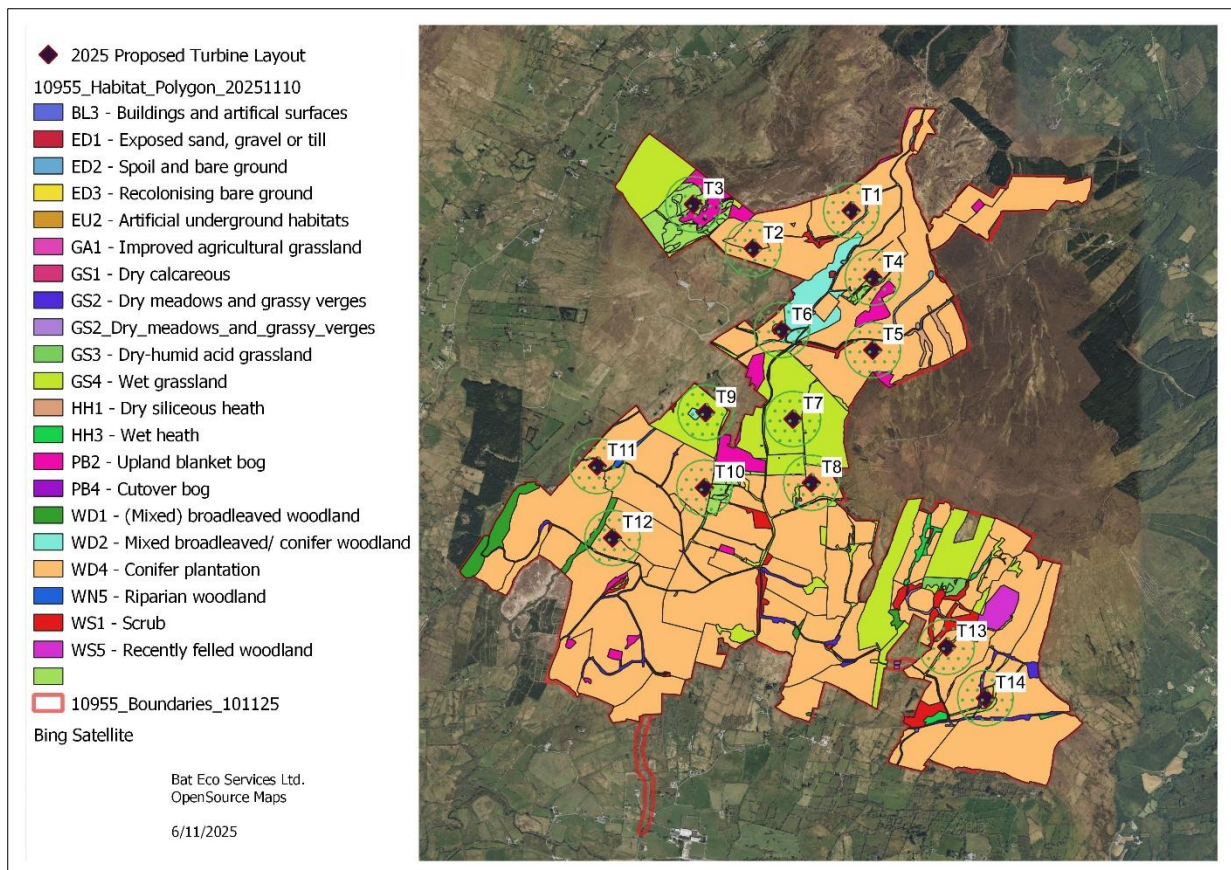 2025 Proposed Turbine Layout
10955_Habitat_Polygon_20251110
BL3 - Buildings and artifical surfaces
ED1 - Exposed sand, gravel or till
ED2 - Spoil and bare ground
ED3 - Recolonising bare ground
EU2 - Artificial underground habitats
GA1 - Improved agricultural grassland
GS1 - Dry calcareous
GS2 - Dry meadows and grassy verges
GS2_Dry_meadows_and_grassy_verges
GS3 - Dry-humid acid grassland
GS4 - Wet grassland
HH1 - Dry siliceous heath
HH3 - Wet heath
PB2 - Upland blanket bog
PB4 - Cutover bog
WD1 - (Mixed) broadleaved woodland
WD2 - Mixed broadleaved/ conifer woodland
WD4 - Conifer plantation
WN5 - Riparian woodland
WS1 - Scrub
WS5 - Recently felled woodland
10955_Boundaries_101125
Bing Satellite
Bat Eco Services Ltd.
OpenSource Maps
6/11/2025
T3
T1
T2
T4
T6
T5
T9
T7
T11
T10
T8
T12
T13
T14